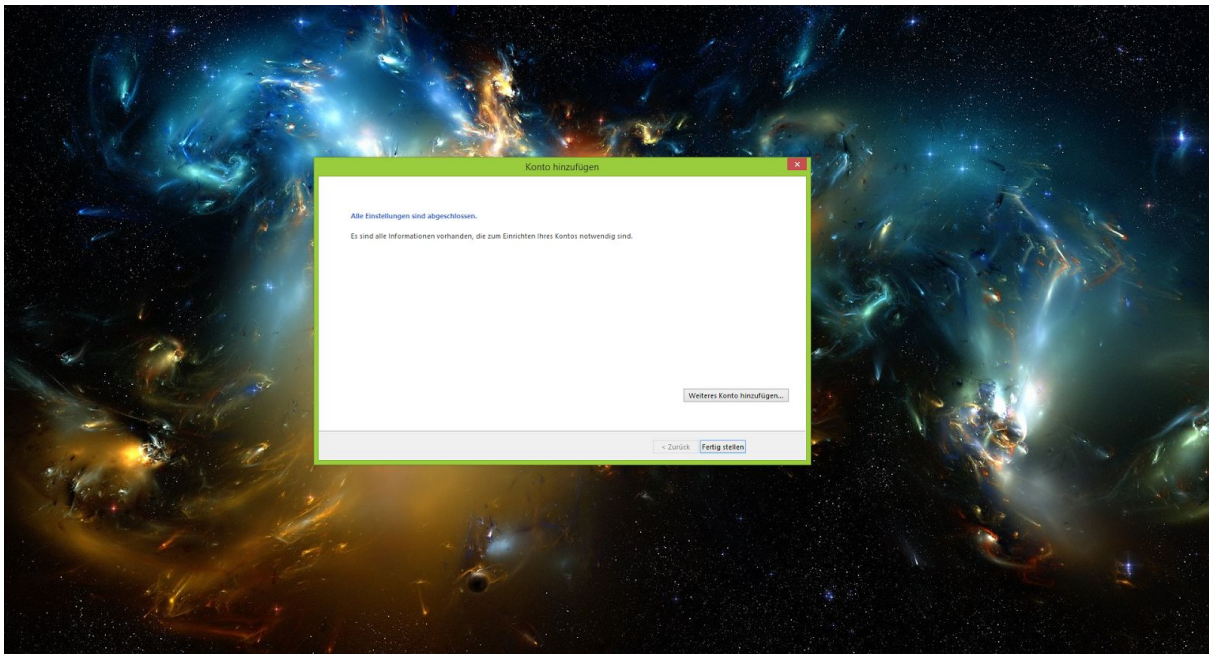 Konto hinzufügen
Alle Einstellungen sind abgeschlossen.
Es sind alle Informationen vorhanden, die zum Einrichten Ihres Kontos notwendig sind.
Weiteres Konto hinzufügen...
< Zurück Fertig stellen